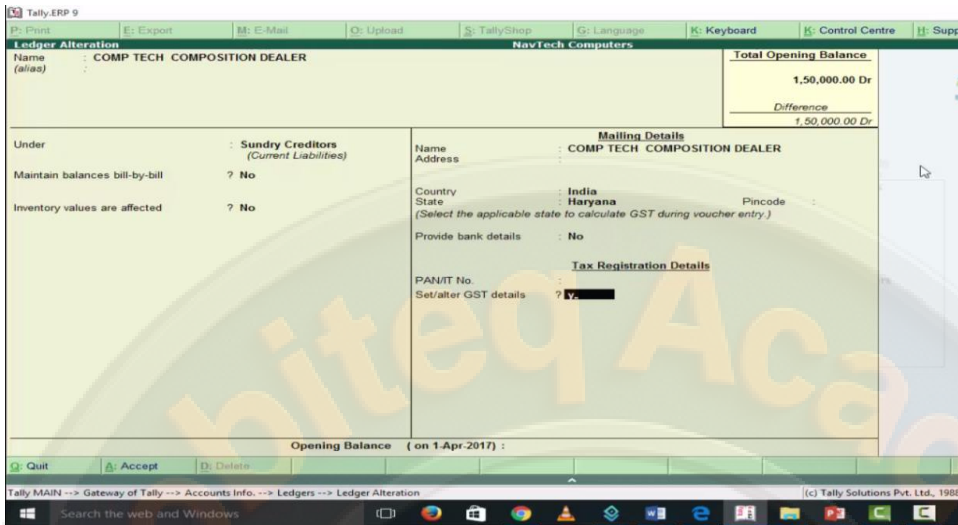 Tally.ERP 9
P: Print E: Export M: E-Mail O: Upload S: TallyShop G: Language K: Keyboard K: Control Centre H: Supp
Ledger Alteration NavTech Computers
Name : COMP TECH COMPOSITION DEALER
(alias) :
Total Opening Balance
1,50,000.00 Dr
Difference
1,50,000.00 Dr
Under : Sundry Creditors
(Current Liabilities)
Maintain balances bill-by-bill ? No
Inventory values are affected ? No
Mailing Details
Name : COMP TECH COMPOSITION DEALER
Address :
Country : India
State : Haryana Pincode :
(Select the applicable state to calculate GST during voucher entry.)
Provide bank details : No
Tax Registration Details
PAN/IT No. :
Set/alter GST details ? y
Opening Balance ( on 1-Apr-2017) :
Q: Quit A: Accept D: Delete
Tally MAIN --> Gateway of Tally --> Accounts Info. --> Ledgers --> Ledger Alteration (c) Tally Solutions Pvt. Ltd., 1988
Search the web and Windows
biteq Acad